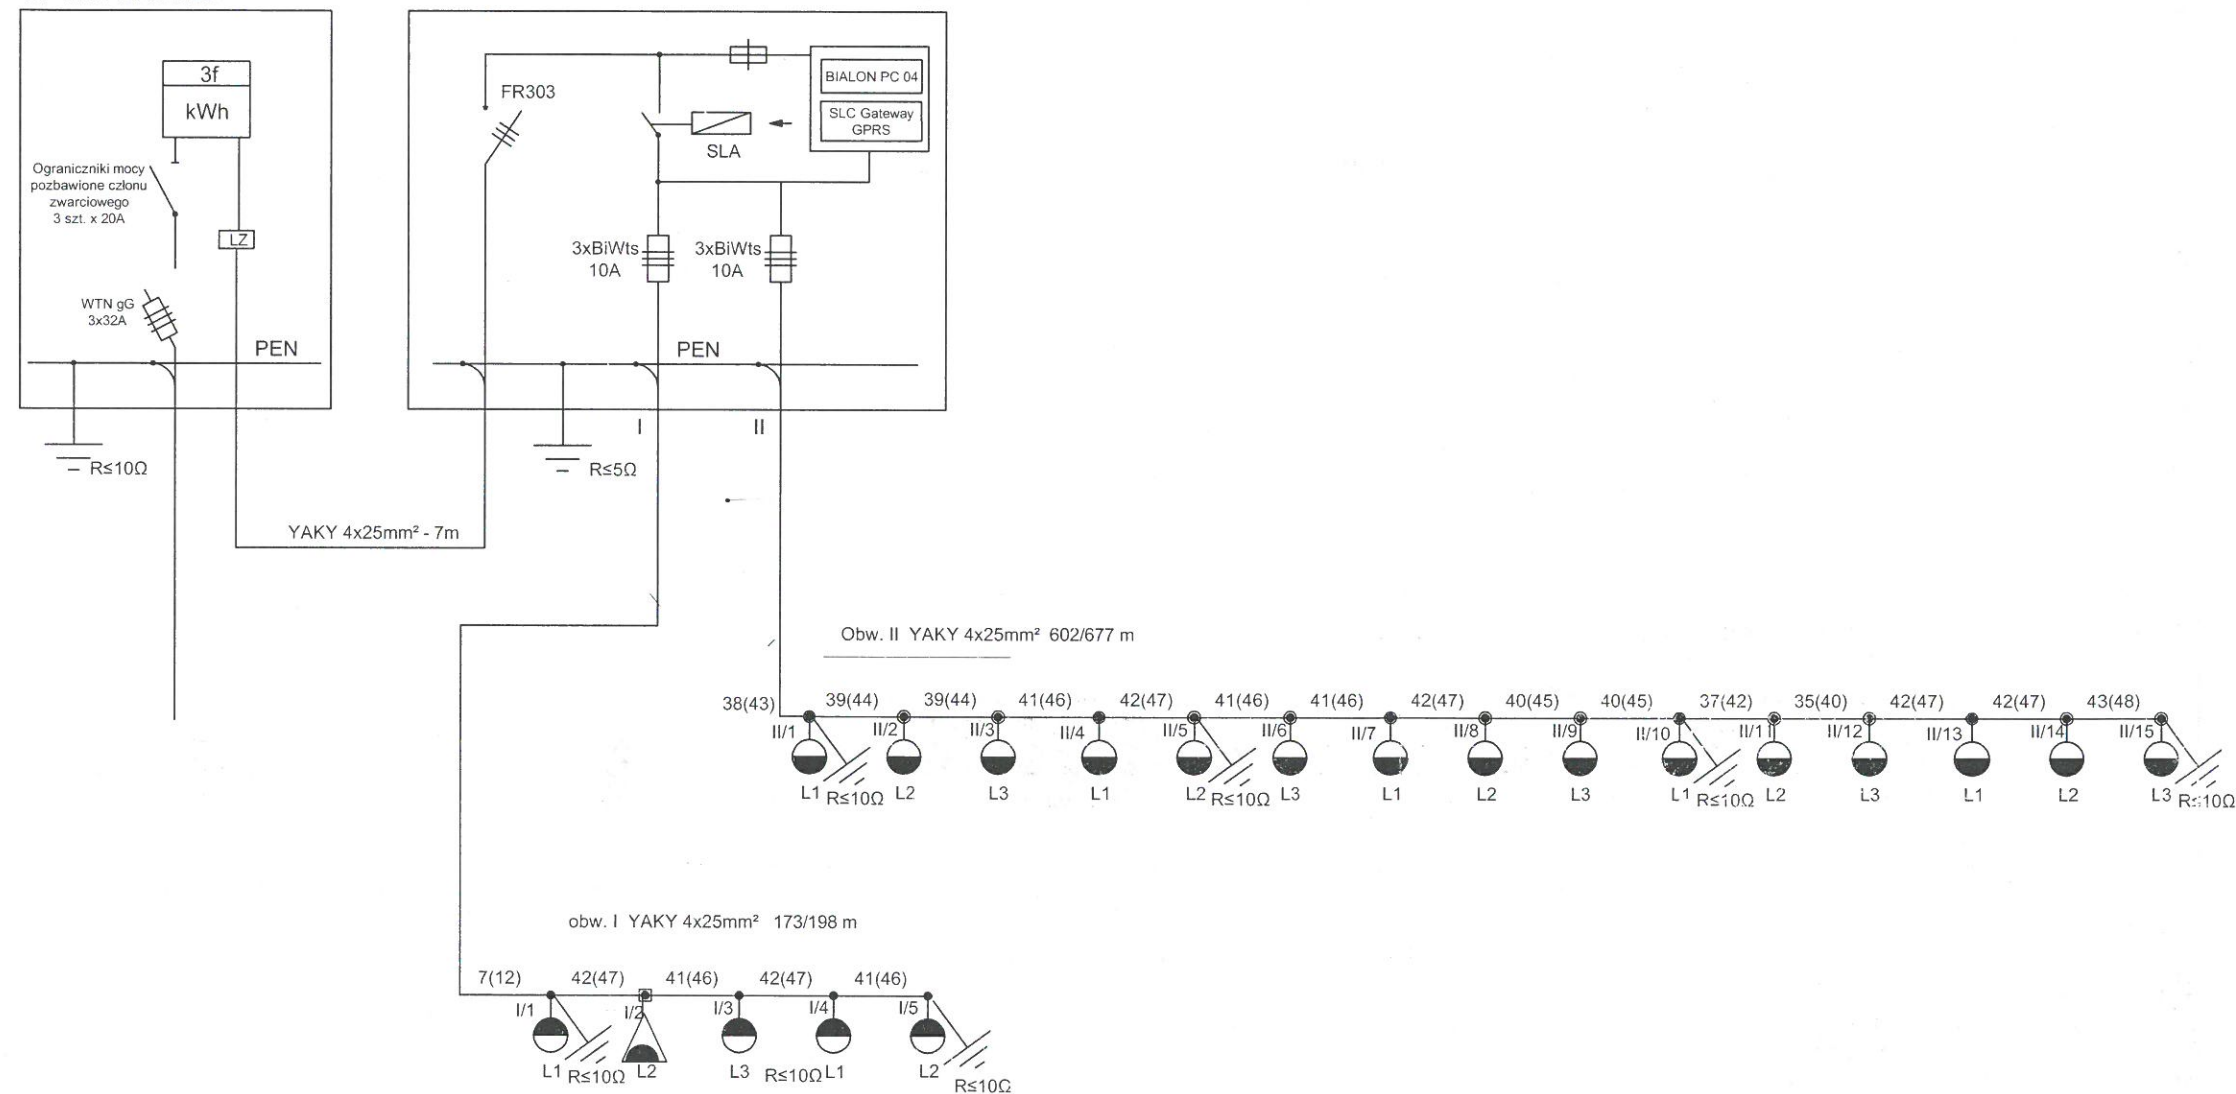 3f
kWh
Ograniczniki mocy
pozbawione członu
zwarciowego
3 szt. x 20A
LZ
WTN gG
3x32A
PEN
R≤10Ω
YAKY 4x25mm² - 7m
FR303
BIALON PC 04
SLC Gateway
GPRS
SLA
3xBiWts
10A
3xBiWts
10A
PEN
I
II
R≤5Ω
Obw. II YAKY 4x25mm² 602/677 m
38(43) 39(44) 39(44) 41(46) 42(47) 41(46) 41(46) 42(47) 40(45) 40(45) 37(42) 35(40) 42(47) 42(47) 43(48)
II/1 II/2 II/3 II/4 II/5 II/6 II/7 II/8 II/9 II/10 II/11 II/12 II/13 II/14 II/15
L1 R≤10Ω L2 L3 L1 L2 R≤10Ω L3 L1 L2 L3 L1 R≤10Ω L2 L3 L1 L2 L3 R≤10Ω
obw. I YAKY 4x25mm² 173/198 m
7(12) 42(47) 41(46) 42(47) 41(46)
I/1 I/2 I/3 I/4 I/5
L1 R≤10Ω L2 L3 R≤10Ω L1 L2 R≤10Ω